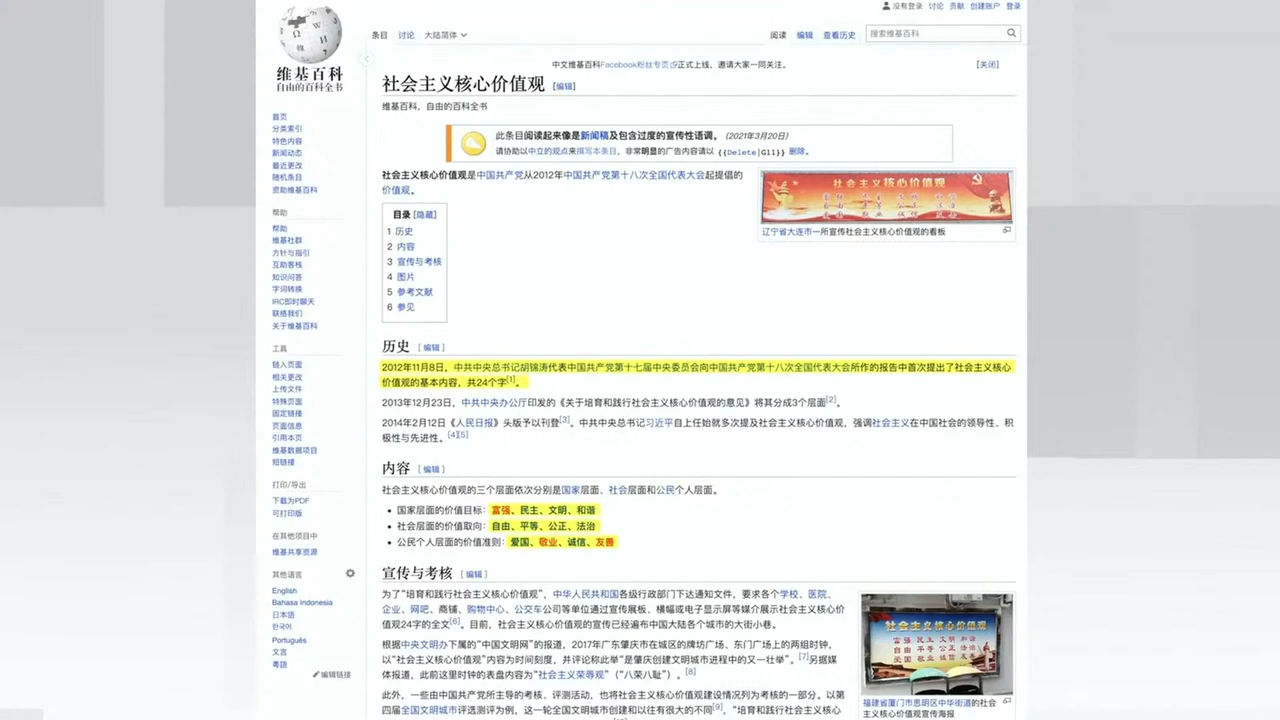 没有登录 讨论 贡献 创建账户 登录
条目 讨论 大陆简体 阅读 编辑 查看历史 搜索维基百科
维基百科
自由的百科全书
中文维基百科Facebook粉丝专页正式上线，邀请大家一同关注。 [关闭]
社会主义核心价值观 [编辑]
维基百科，自由的百科全书
此条目阅读起来像是新闻稿及包含过度的宣传性语调。 (2021年3月20日)
请协助以中立的观点来撰写本条目，非常明显的广告内容请以 {{Delete|G11}} 删除。
首页
分类索引
特色内容
新闻动态
最近更改
随机条目
资助维基百科
帮助
帮助
维基社群
方针与指引
互助客栈
知识问答
字词转换
IRC即时聊天
联络我们
关于维基百科
工具
链入页面
相关更改
上传文件
特殊页面
固定链接
页面信息
引用本页
维基数据项目
短链接
打印/导出
下载为PDF
可打印版
在其他项目中
维基共享资源
其他语言
English
Bahasa Indonesia
日本語
한국어
Português
文言
粵語
编辑链接
社会主义核心价值观是中国共产党从2012年中国共产党第十八次全国代表大会起提倡的
价值观。
社会主义核心价值观
辽宁省大连市一所宣传社会主义核心价值观的看板
目录 [隐藏]
1 历史
2 内容
3 宣传与考核
4 图片
5 参考文献
6 参见
历史 [编辑]
2012年11月8日，中共中央总书记胡锦涛代表中国共产党第十七届中央委员会向中国共产党第十八次全国代表大会所作的报告中首次提出了社会主义核心
价值观的基本内容，共24个字[1]。
2013年12月23日，中共中央办公厅印发的《关于培育和践行社会主义核心价值观的意见》将其分成3个层面[2]。
2014年2月12日《人民日报》头版予以刊登[3]。中共中央总书记习近平自上任始就多次提及社会主义核心价值观，强调社会主义在中国社会的领导性、积
极性与先进性。[4][5]
内容 [编辑]
社会主义核心价值观的三个层面依次分别是国家层面、社会层面和公民个人层面。
• 国家层面的价值目标：富强、民主、文明、和谐
• 社会层面的价值取向：自由、平等、公正、法治
• 公民个人层面的价值准则：爱国、敬业、诚信、友善
宣传与考核 [编辑]
为了“培育和践行社会主义核心价值观”，中华人民共和国各级行政部门下达通知文件，要求各个学校、医院、
企业、网吧、商铺、购物中心、公交车公司等单位通过宣传展板、横幅或电子显示屏等媒介展示社会主义核心价
值观24字的全文[6]。目前，社会主义核心价值观的宣传已经遍布中国大陆各个城市的大街小巷。
根据中央文明办下属的“中国文明网”的报道，2017年广东肇庆市在城区的牌坊广场、东门广场上的两组时钟，
以“社会主义核心价值观”内容为时间刻度，并评论称此举“是肇庆创建文明城市进程中的又一壮举”。[7]另据媒
体报道，此前这里时钟的表盘内容为“社会主义荣辱观”（“八荣八耻”）。[8]
此外，一些由中国共产党所主导的考核、评测活动，也将社会主义核心价值观建设情况列为考核的一部分。以第
四届全国文明城市评选测评为例，这一轮全国文明城市创建和以往有很大的不同[9]，“培育和践行社会主义核心
社会主义核心价值观
富强 民主 文明 和谐
自由 平等 公正 法治
爱国 敬业 诚信 友善
福建省厦门市思明区中华街道的社会
主义核心价值观宣传海报